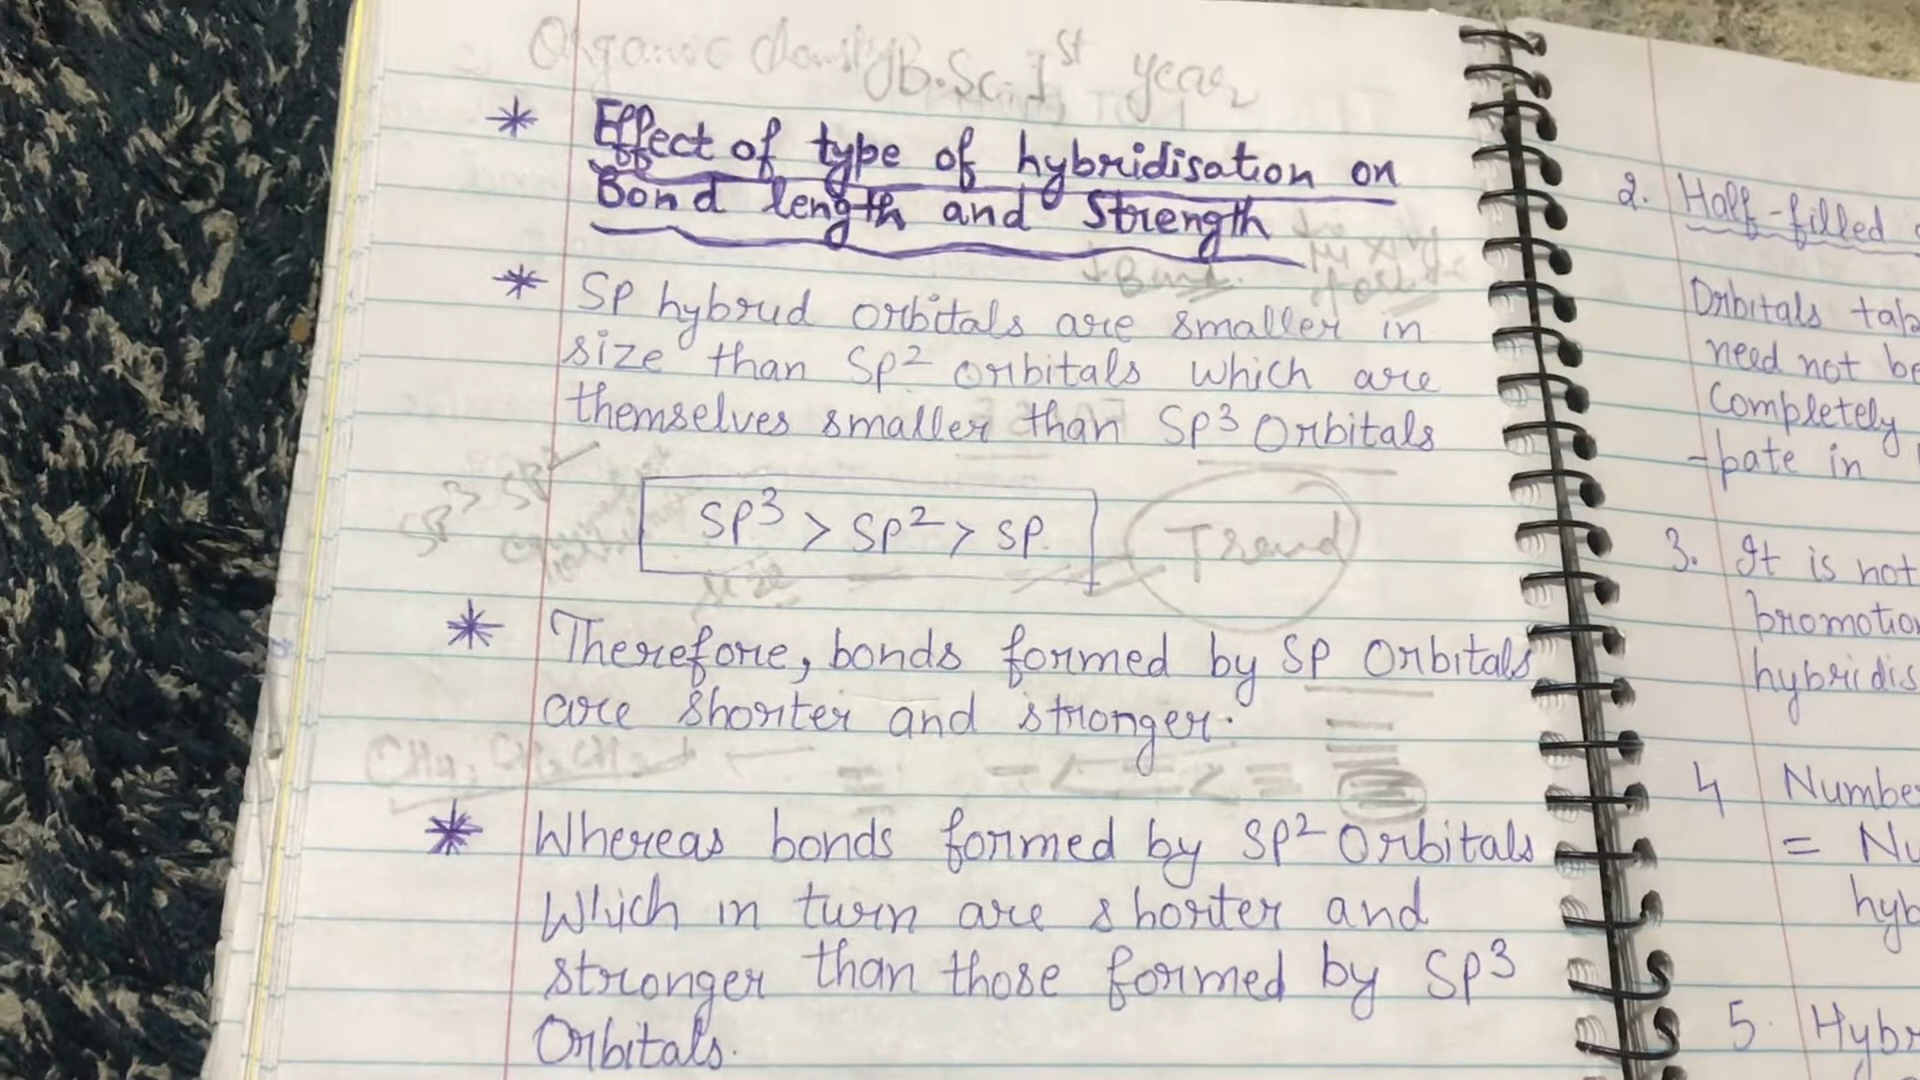 Organic chemistry B.Sc. 1st year
* Effect of type of hybridisation on
Bond length and Strength
* SP hybrid orbitals are smaller in
size than SP² orbitals which are
themselves smaller than SP³ Orbitals
SP³ SP²
SP³ > SP² > SP
Trend
size
* Therefore, bonds formed by SP Orbitals
are Shorter and stronger.
* Whereas bonds formed by SP² Orbitals
Which in turn are shorter and
stronger than those formed by SP³
Orbitals.
2. Half-filled
Orbitals
need not be
Completely
-pate in
3. It is not
hybridis
4 Number
= Nu
hyb
5. Hybr